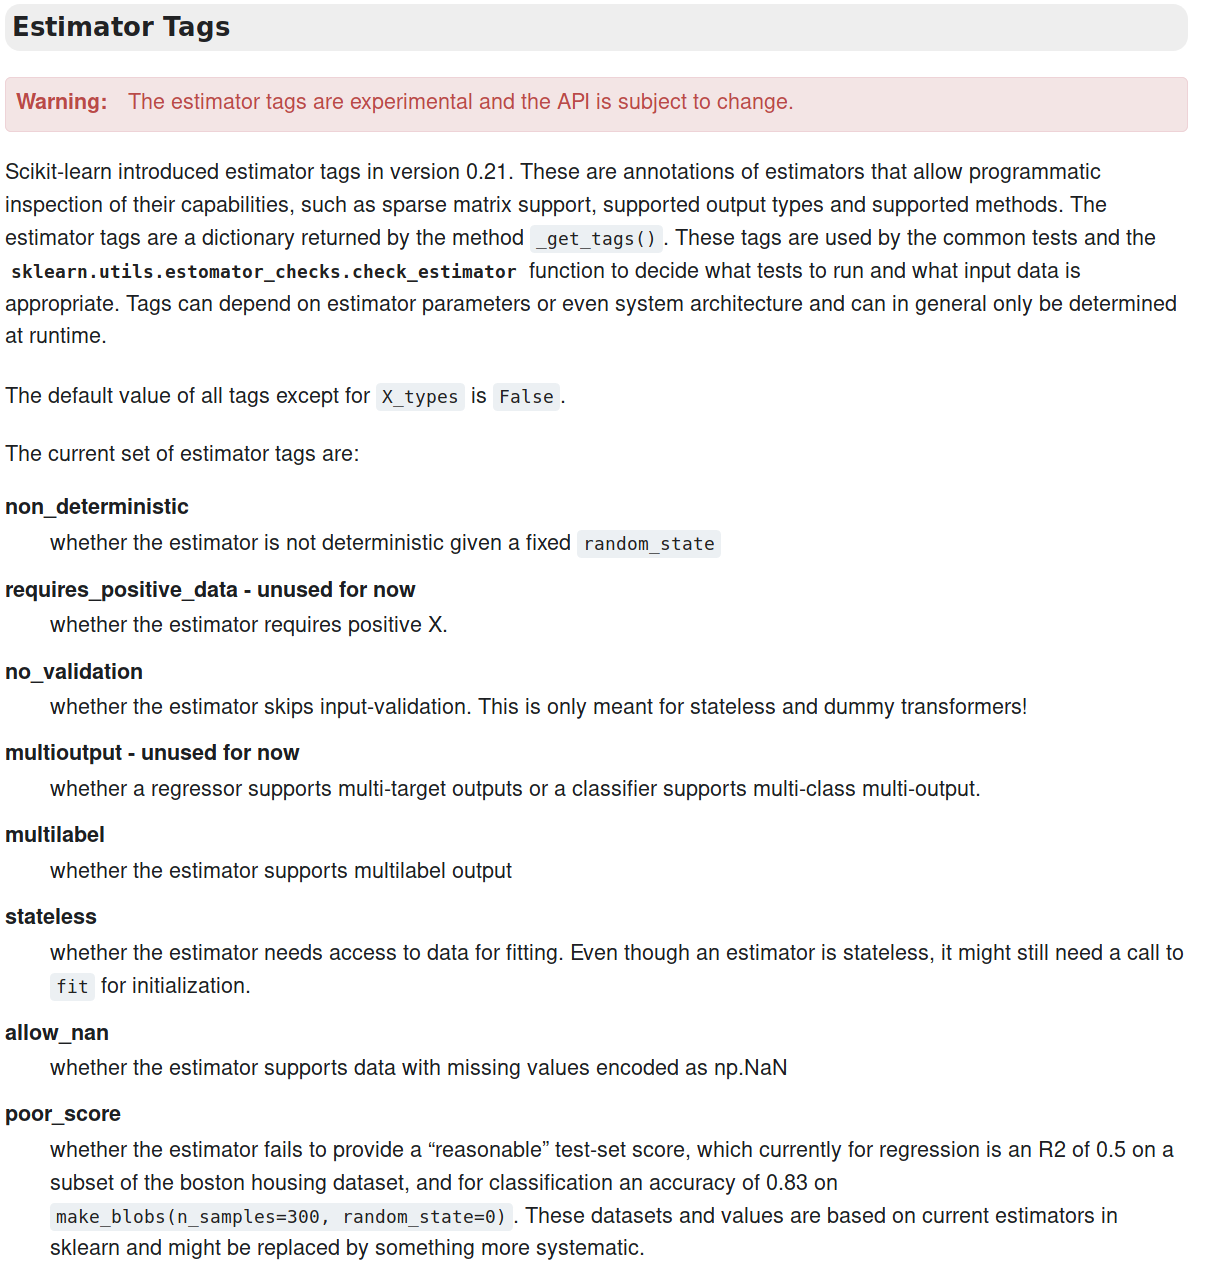 Estimator Tags
Warning: The estimator tags are experimental and the API is subject to change.
Scikit-learn introduced estimator tags in version 0.21. These are annotations of estimators that allow programmatic
inspection of their capabilities, such as sparse matrix support, supported output types and supported methods. The
estimator tags are a dictionary returned by the method _get_tags(). These tags are used by the common tests and the
sklearn.utils.estomator_checks.check_estimator function to decide what tests to run and what input data is
appropriate. Tags can depend on estimator parameters or even system architecture and can in general only be determined
at runtime.
The default value of all tags except for X_types is False.
The current set of estimator tags are:
non_deterministic
whether the estimator is not deterministic given a fixed random_state
requires_positive_data - unused for now
whether the estimator requires positive X.
no_validation
whether the estimator skips input-validation. This is only meant for stateless and dummy transformers!
multioutput - unused for now
whether a regressor supports multi-target outputs or a classifier supports multi-class multi-output.
multilabel
whether the estimator supports multilabel output
stateless
whether the estimator needs access to data for fitting. Even though an estimator is stateless, it might still need a call to
fit for initialization.
allow_nan
whether the estimator supports data with missing values encoded as np.NaN
poor_score
whether the estimator fails to provide a “reasonable” test-set score, which currently for regression is an R2 of 0.5 on a
subset of the boston housing dataset, and for classification an accuracy of 0.83 on
make_blobs(n_samples=300, random_state=0). These datasets and values are based on current estimators in
sklearn and might be replaced by something more systematic.